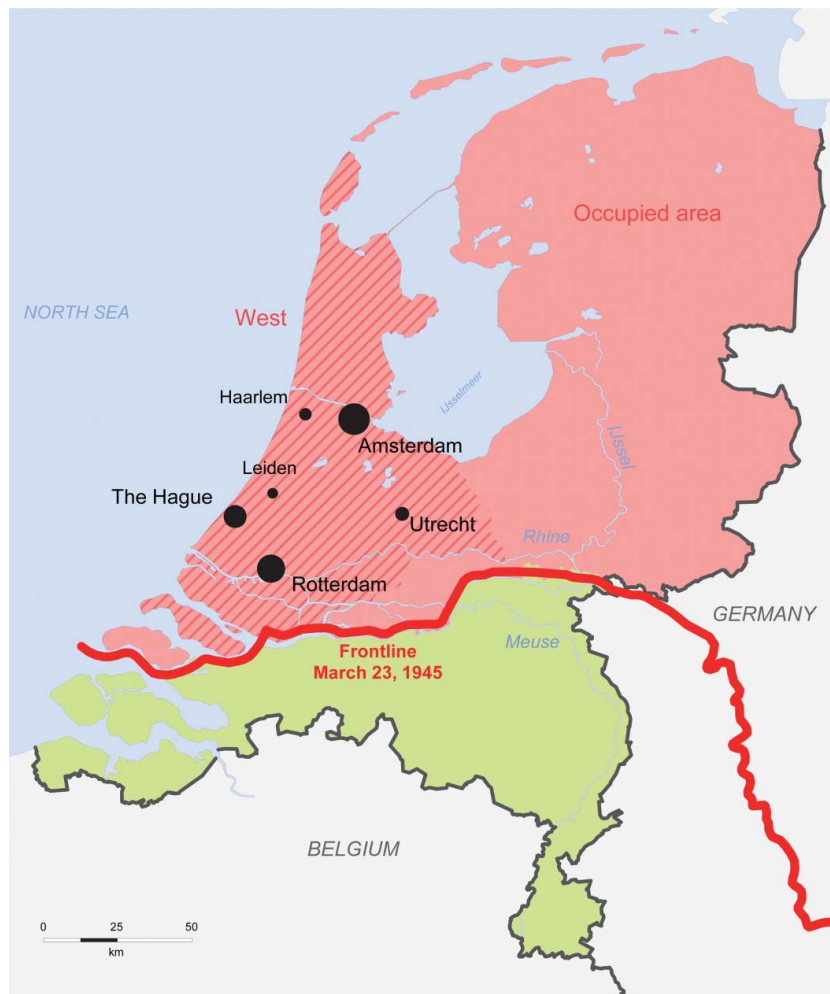 Occupied area
NORTH SEA
West
Haarlem
IJsselmeer
Amsterdam
IJssel
Leiden
The Hague
Utrecht
Rhine
Rotterdam
GERMANY
Meuse
Frontline
March 23, 1945
BELGIUM
0 25 50
km